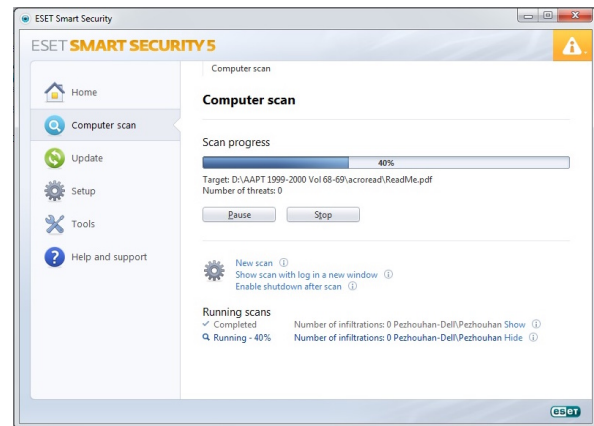 ESET Smart Security
ESET SMART SECURITY 5
Computer scan
Home
Computer scan
Update
Setup
Tools
Help and support
Computer scan
Scan progress
40%
Target: D:\AAPT 1999-2000 Vol 68-69\acroread\ReadMe.pdf
Number of threats: 0
Pause Stop
New scan
Show scan with log in a new window
Enable shutdown after scan
Running scans
Completed Number of infiltrations: 0 Pezhouhan-Dell\Pezhouhan Show
Running - 40% Number of infiltrations: 0 Pezhouhan-Dell\Pezhouhan Hide
eseT